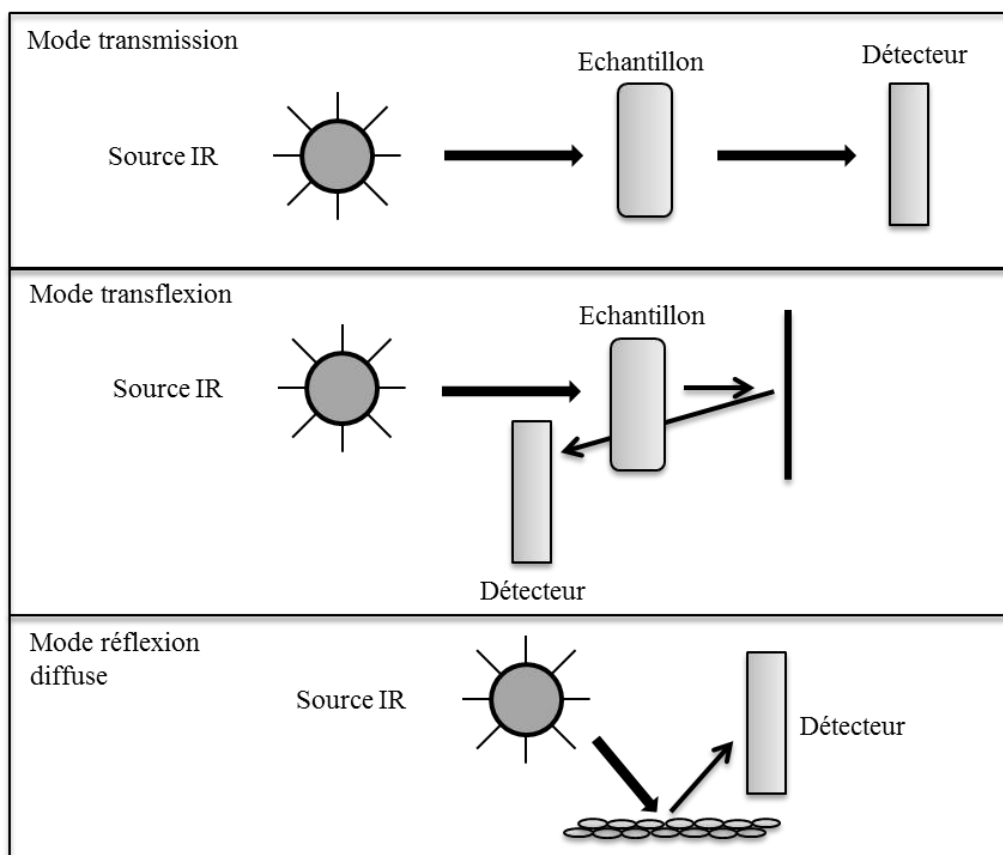 Mode transmission
Echantillon
Détecteur
Source IR
Mode transflexion
Echantillon
Source IR
Détecteur
Mode réflexion
diffuse
Source IR
Détecteur